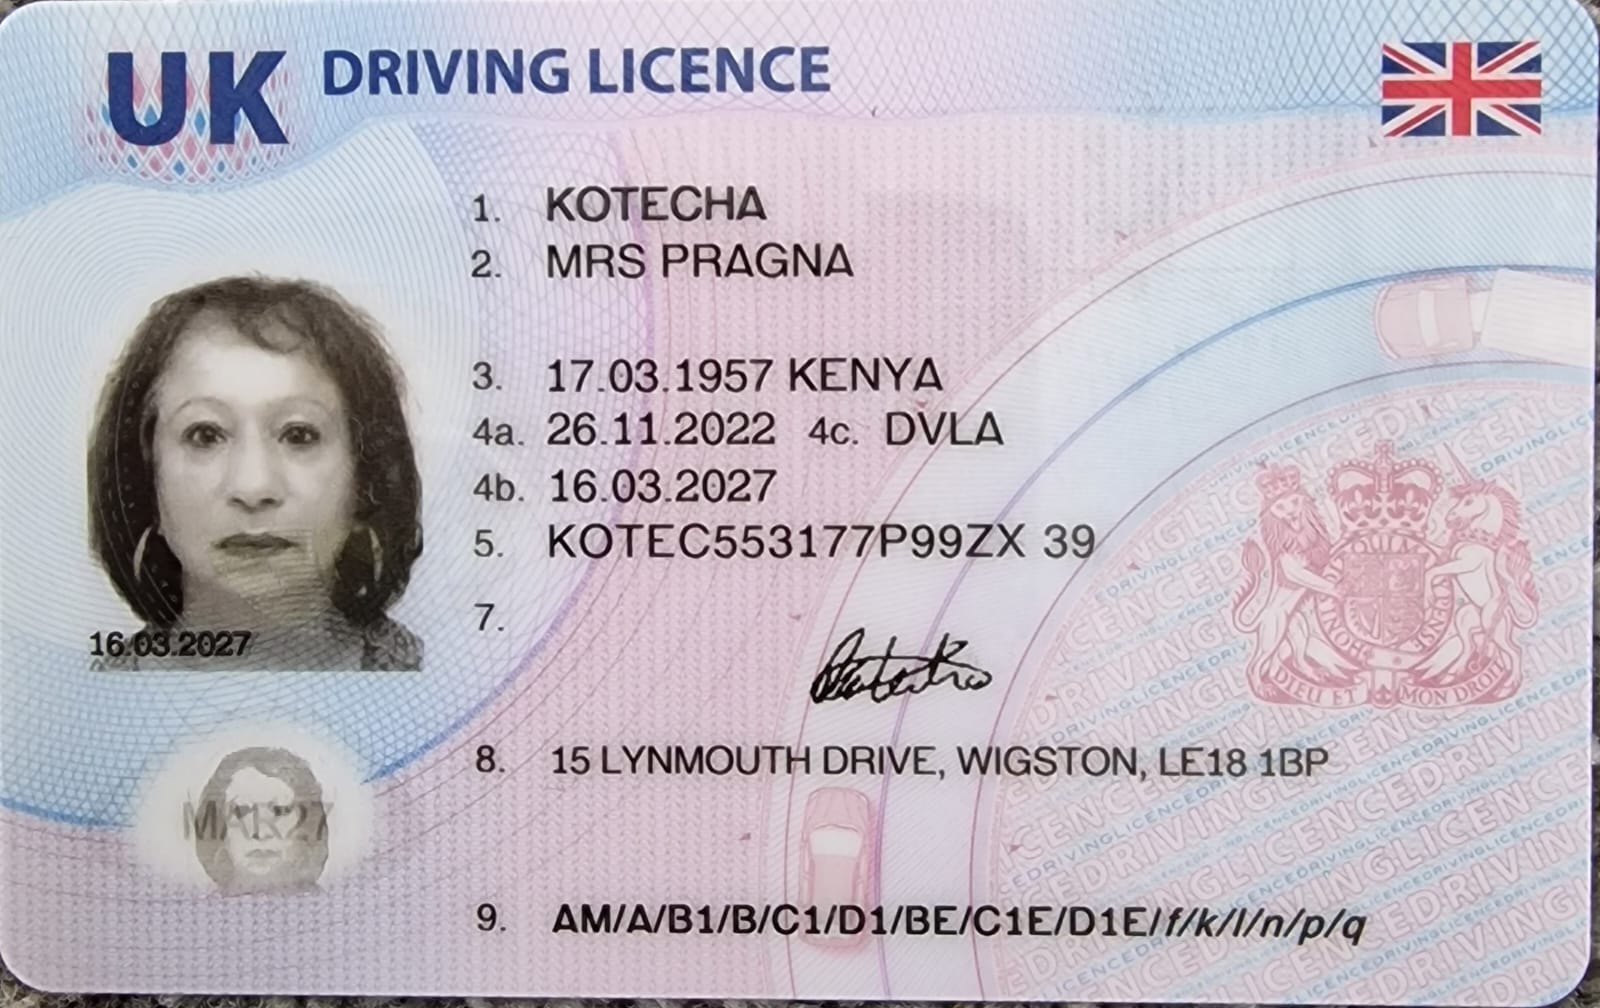 UK DRIVING LICENCE
1. KOTECHA
2. MRS PRAGNA
3. 17.03.1957 KENYA
4a. 26.11.2022 4c. DVLA
4b. 16.03.2027
5. KOTEC553177P99ZX 39
7.
16.03.2027
8. 15 LYNMOUTH DRIVE, WIGSTON, LE18 1BP
MAR27
9. AM/A/B1/B/C1/D1/BE/C1E/D1E/f/k/l/n/p/q
DIEU ET MON DROIT